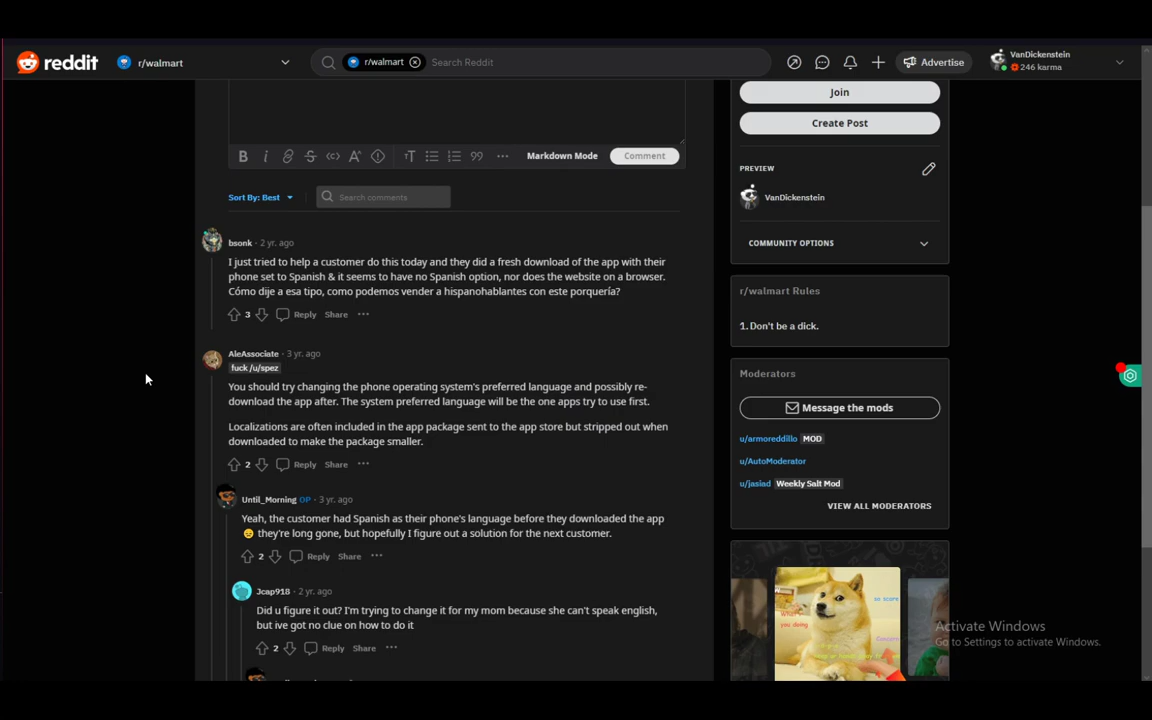 reddit
r/walmart
r/walmart
Search Reddit
Advertise
VanDickenstein
246 karma
Markdown Mode
Comment
Sort By: Best
Search comments
bsonk · 2 yr. ago
I just tried to help a customer do this today and they did a fresh download of the app with their
phone set to Spanish & it seems to have no Spanish option, nor does the website on a browser.
Cómo dije a esa tipo, como podemos vender a hispanohablantes con este porquería?
3
Reply
Share
AleAssociate · 3 yr. ago
fuck /u/spez
You should try changing the phone operating system's preferred language and possibly re-
download the app after. The system preferred language will be the one apps try to use first.
Localizations are often included in the app package sent to the app store but stripped out when
downloaded to make the package smaller.
2
Reply
Share
Until_Morning OP · 3 yr. ago
Yeah, the customer had Spanish as their phone's language before they downloaded the app
they're long gone, but hopefully I figure out a solution for the next customer.
2
Reply
Share
Jcap918 · 2 yr. ago
Did u figure it out? I'm trying to change it for my mom because she can't speak english,
but ive got no clue on how to do it
2
Reply
Share
Join
Create Post
PREVIEW
VanDickenstein
COMMUNITY OPTIONS
r/walmart Rules
1. Don't be a dick.
Moderators
Message the mods
u/armoreddillo MOD
u/AutoModerator
u/jasiad Weekly Salt Mod
VIEW ALL MODERATORS
so scare
you doing
Concern
Activate Windows
Go to Settings to activate Windows.